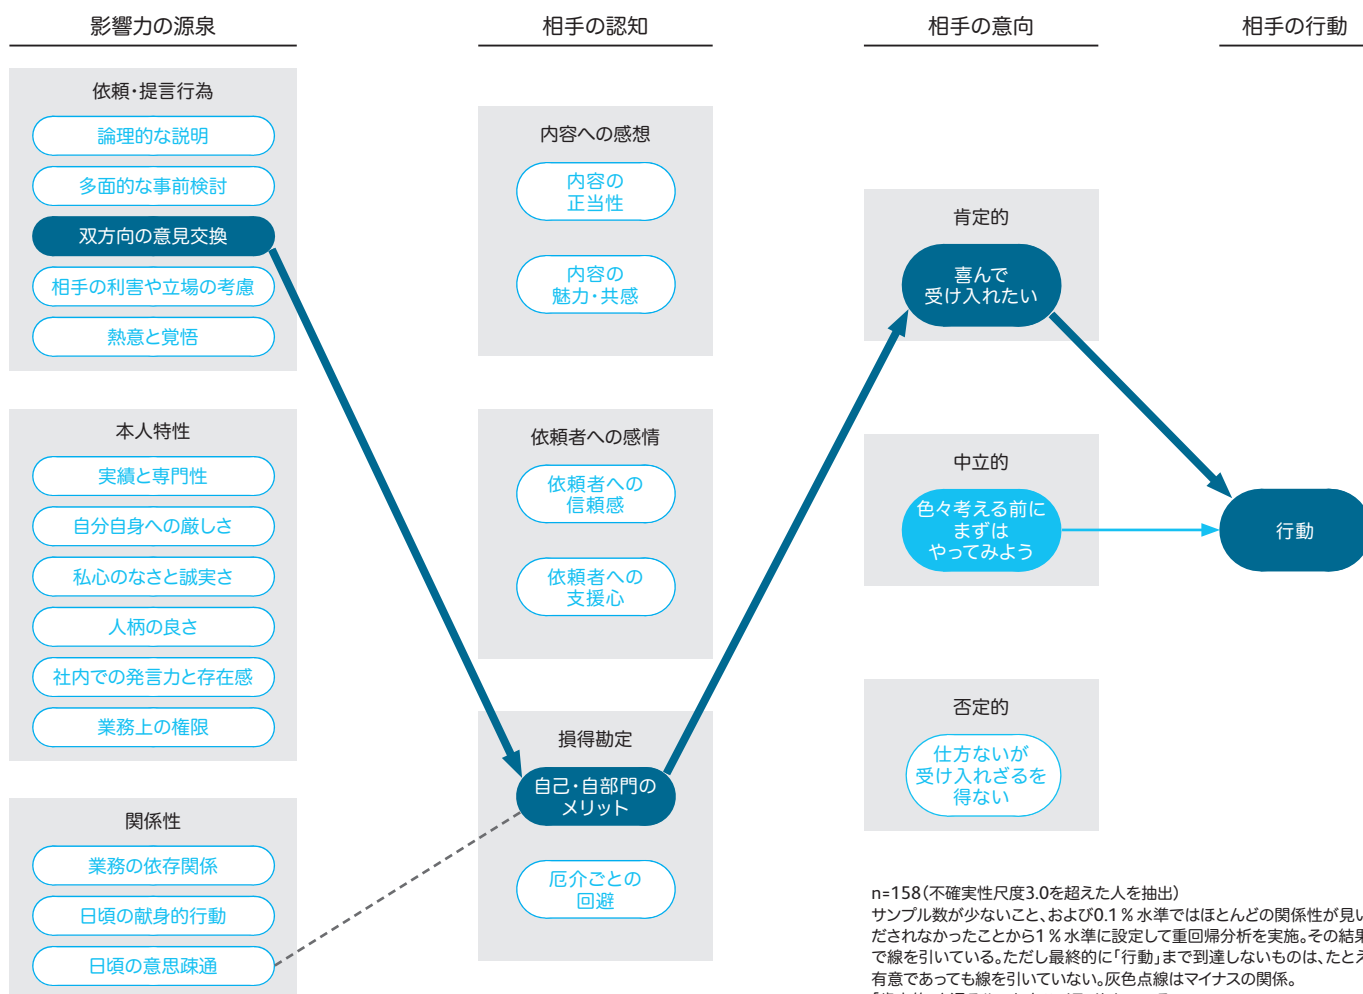 影響力の源泉
相手の認知
相手の意向
相手の行動
依頼・提言行為
論理的な説明
多面的な事前検討
双方向の意見交換
相手の利害や立場の考慮
熱意と覚悟
本人特性
実績と専門性
自分自身への厳しさ
私心のなさと誠実さ
人柄の良さ
社内での発言力と存在感
業務上の権限
関係性
業務の依存関係
日頃の献身的行動
日頃の意思疎通
内容への感想
内容の
正当性
内容の
魅力・共感
依頼者への感情
依頼者への
信頼感
依頼者への
支援心
損得勘定
自己・自部門の
メリット
厄介ごとの
回避
肯定的
喜んで
受け入れたい
中立的
色々考える前に
まずは
やってみよう
否定的
仕方ないが
受け入れざるを
得ない
行動
n=158（不確実性尺度3.0を超えた人を抽出）
サンプル数が少ないこと、および0.1％水準ではほとんどの関係性が見い
だされなかったことから1％水準に設定して重回帰分析を実施。その結果
で線を引いている。ただし最終的に「行動」まで到達しないものは、たとえ
有意であっても線を引いていない。灰色点線はマイナスの関係。